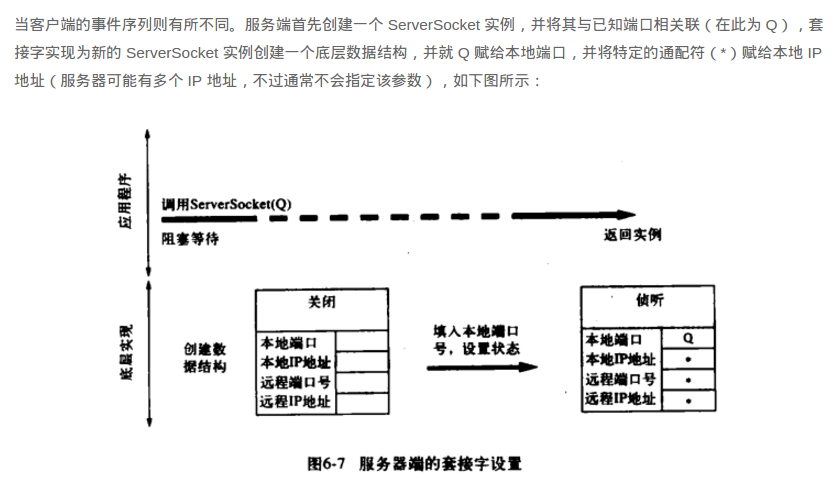 当客户端的事件序列则有所不同。服务端首先创建一个 ServerSocket 实例，并将其与已知端口相关联（在此为 Q），套
接字实现为新的 ServerSocket 实例创建一个底层数据结构，并就 Q 赋给本地端口，并将特定的通配符（*）赋给本地 IP
地址（服务器可能有多个 IP 地址，不过通常不会指定该参数），如下图所示：
应用程序
调用ServerSocket(Q)
阻塞等待
返回实例
底层实现
创建数
据结构
关闭
本地端口
本地IP地址
远程端口号
远程IP地址
填入本地端口
号，设置状态
侦听
本地端口 Q
本地IP地址 *
远程端口号 *
远程IP地址 *
图6-7 服务器端的套接字设置